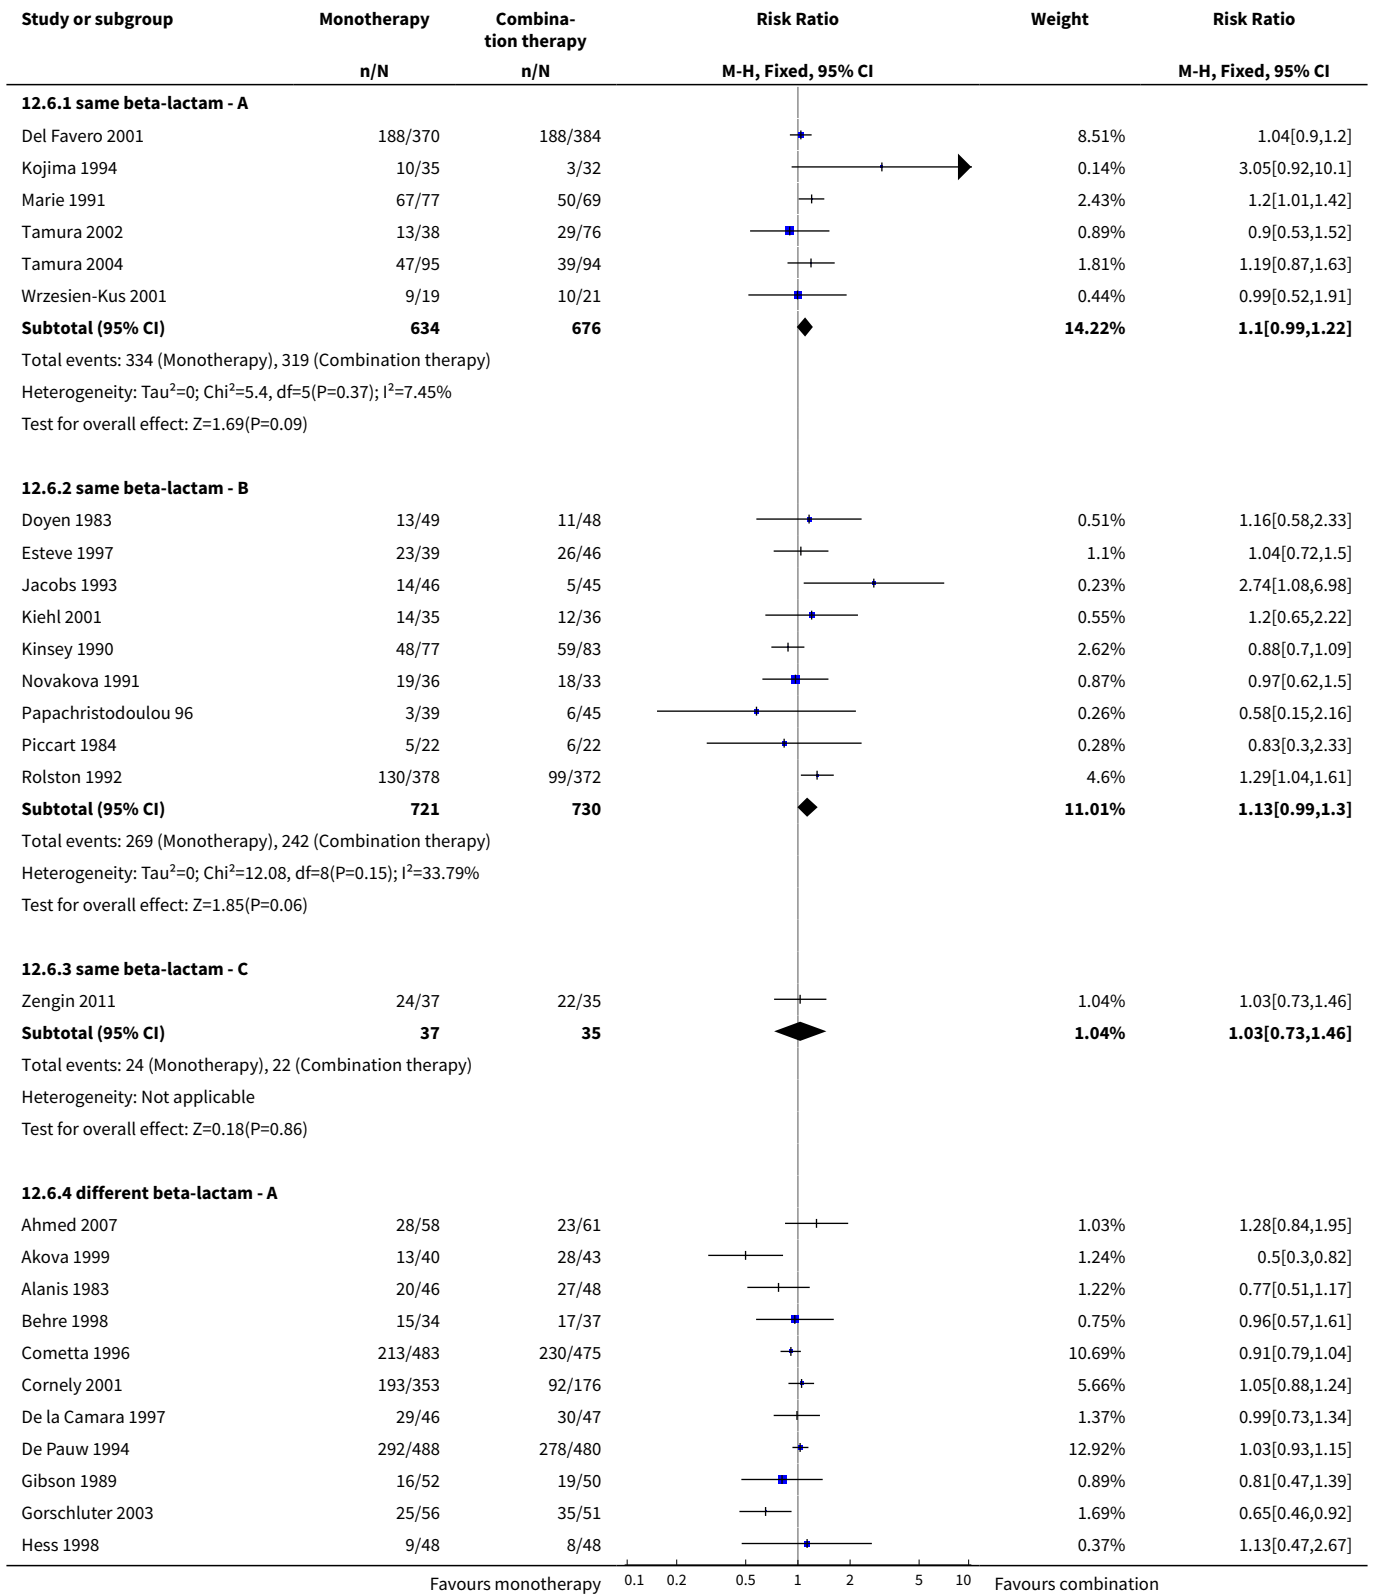 Study or subgroup Monotherapy Combina-tion therapy Risk Ratio Weight Risk Ratio
n/N n/N M-H, Fixed, 95% CI M-H, Fixed, 95% CI
12.6.1 same beta-lactam - A
Del Favero 2001 188/370 188/384 8.51% 1.04[0.9,1.2]
Kojima 1994 10/35 3/32 0.14% 3.05[0.92,10.1]
Marie 1991 67/77 50/69 2.43% 1.2[1.01,1.42]
Tamura 2002 13/38 29/76 0.89% 0.9[0.53,1.52]
Tamura 2004 47/95 39/94 1.81% 1.19[0.87,1.63]
Wrzesien-Kus 2001 9/19 10/21 0.44% 0.99[0.52,1.91]
Subtotal (95% CI) 634 676 14.22% 1.1[0.99,1.22]
Total events: 334 (Monotherapy), 319 (Combination therapy)
Heterogeneity: Tau²=0; Chi²=5.4, df=5(P=0.37); I²=7.45%
Test for overall effect: Z=1.69(P=0.09)
12.6.2 same beta-lactam - B
Doyen 1983 13/49 11/48 0.51% 1.16[0.58,2.33]
Esteve 1997 23/39 26/46 1.1% 1.04[0.72,1.5]
Jacobs 1993 14/46 5/45 0.23% 2.74[1.08,6.98]
Kiehl 2001 14/35 12/36 0.55% 1.2[0.65,2.22]
Kinsey 1990 48/77 59/83 2.62% 0.88[0.7,1.09]
Novakova 1991 19/36 18/33 0.87% 0.97[0.62,1.5]
Papachristodoulou 96 3/39 6/45 0.26% 0.58[0.15,2.16]
Piccart 1984 5/22 6/22 0.28% 0.83[0.3,2.33]
Rolston 1992 130/378 99/372 4.6% 1.29[1.04,1.61]
Subtotal (95% CI) 721 730 11.01% 1.13[0.99,1.3]
Total events: 269 (Monotherapy), 242 (Combination therapy)
Heterogeneity: Tau²=0; Chi²=12.08, df=8(P=0.15); I²=33.79%
Test for overall effect: Z=1.85(P=0.06)
12.6.3 same beta-lactam - C
Zengin 2011 24/37 22/35 1.04% 1.03[0.73,1.46]
Subtotal (95% CI) 37 35 1.04% 1.03[0.73,1.46]
Total events: 24 (Monotherapy), 22 (Combination therapy)
Heterogeneity: Not applicable
Test for overall effect: Z=0.18(P=0.86)
12.6.4 different beta-lactam - A
Ahmed 2007 28/58 23/61 1.03% 1.28[0.84,1.95]
Akova 1999 13/40 28/43 1.24% 0.5[0.3,0.82]
Alanis 1983 20/46 27/48 1.22% 0.77[0.51,1.17]
Behre 1998 15/34 17/37 0.75% 0.96[0.57,1.61]
Cometta 1996 213/483 230/475 10.69% 0.91[0.79,1.04]
Cornely 2001 193/353 92/176 5.66% 1.05[0.88,1.24]
De la Camara 1997 29/46 30/47 1.37% 0.99[0.73,1.34]
De Pauw 1994 292/488 278/480 12.92% 1.03[0.93,1.15]
Gibson 1989 16/52 19/50 0.89% 0.81[0.47,1.39]
Gorschluter 2003 25/56 35/51 1.69% 0.65[0.46,0.92]
Hess 1998 9/48 8/48 0.37% 1.13[0.47,2.67]
Favours monotherapy 0.1 0.2 0.5 1 2 5 10 Favours combination